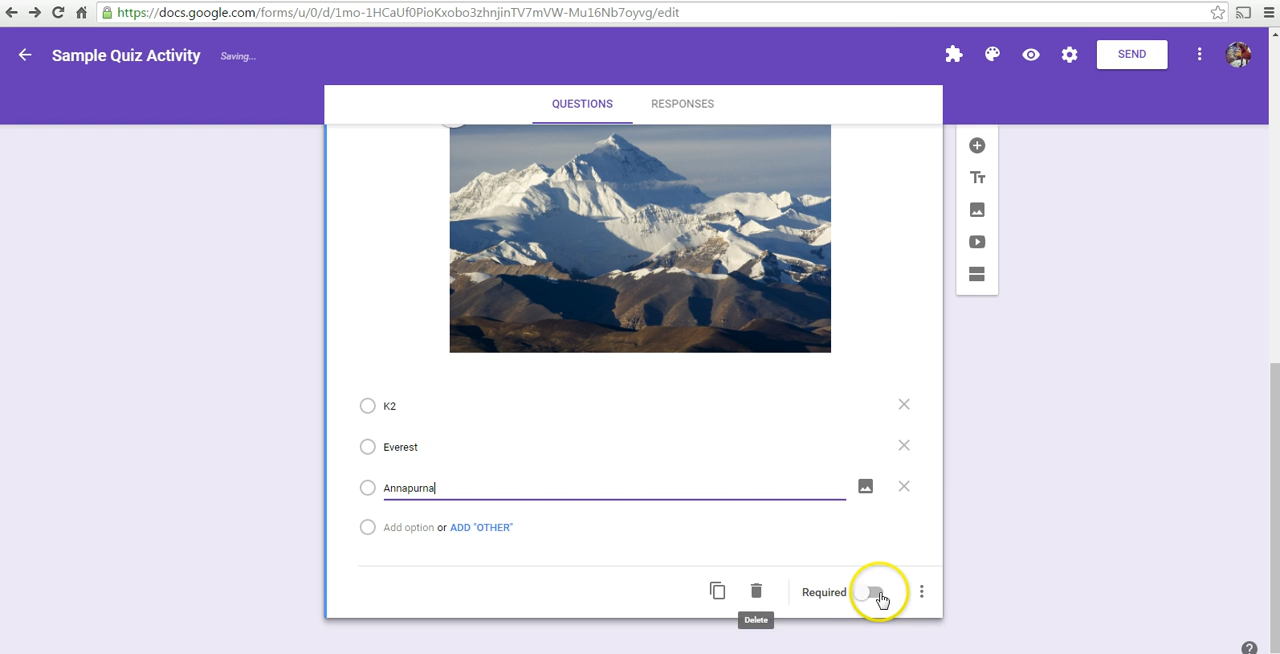 https://docs.google.com/forms/u/0/d/1mo-1HCaUf0PioKxobo3zhnjinTV7mVW-Mu16Nb7oyvg/edit
Sample Quiz Activity Saving...
SEND
QUESTIONS RESPONSES
K2
Everest
Annapurna
Add option or ADD "OTHER"
Required
Delete